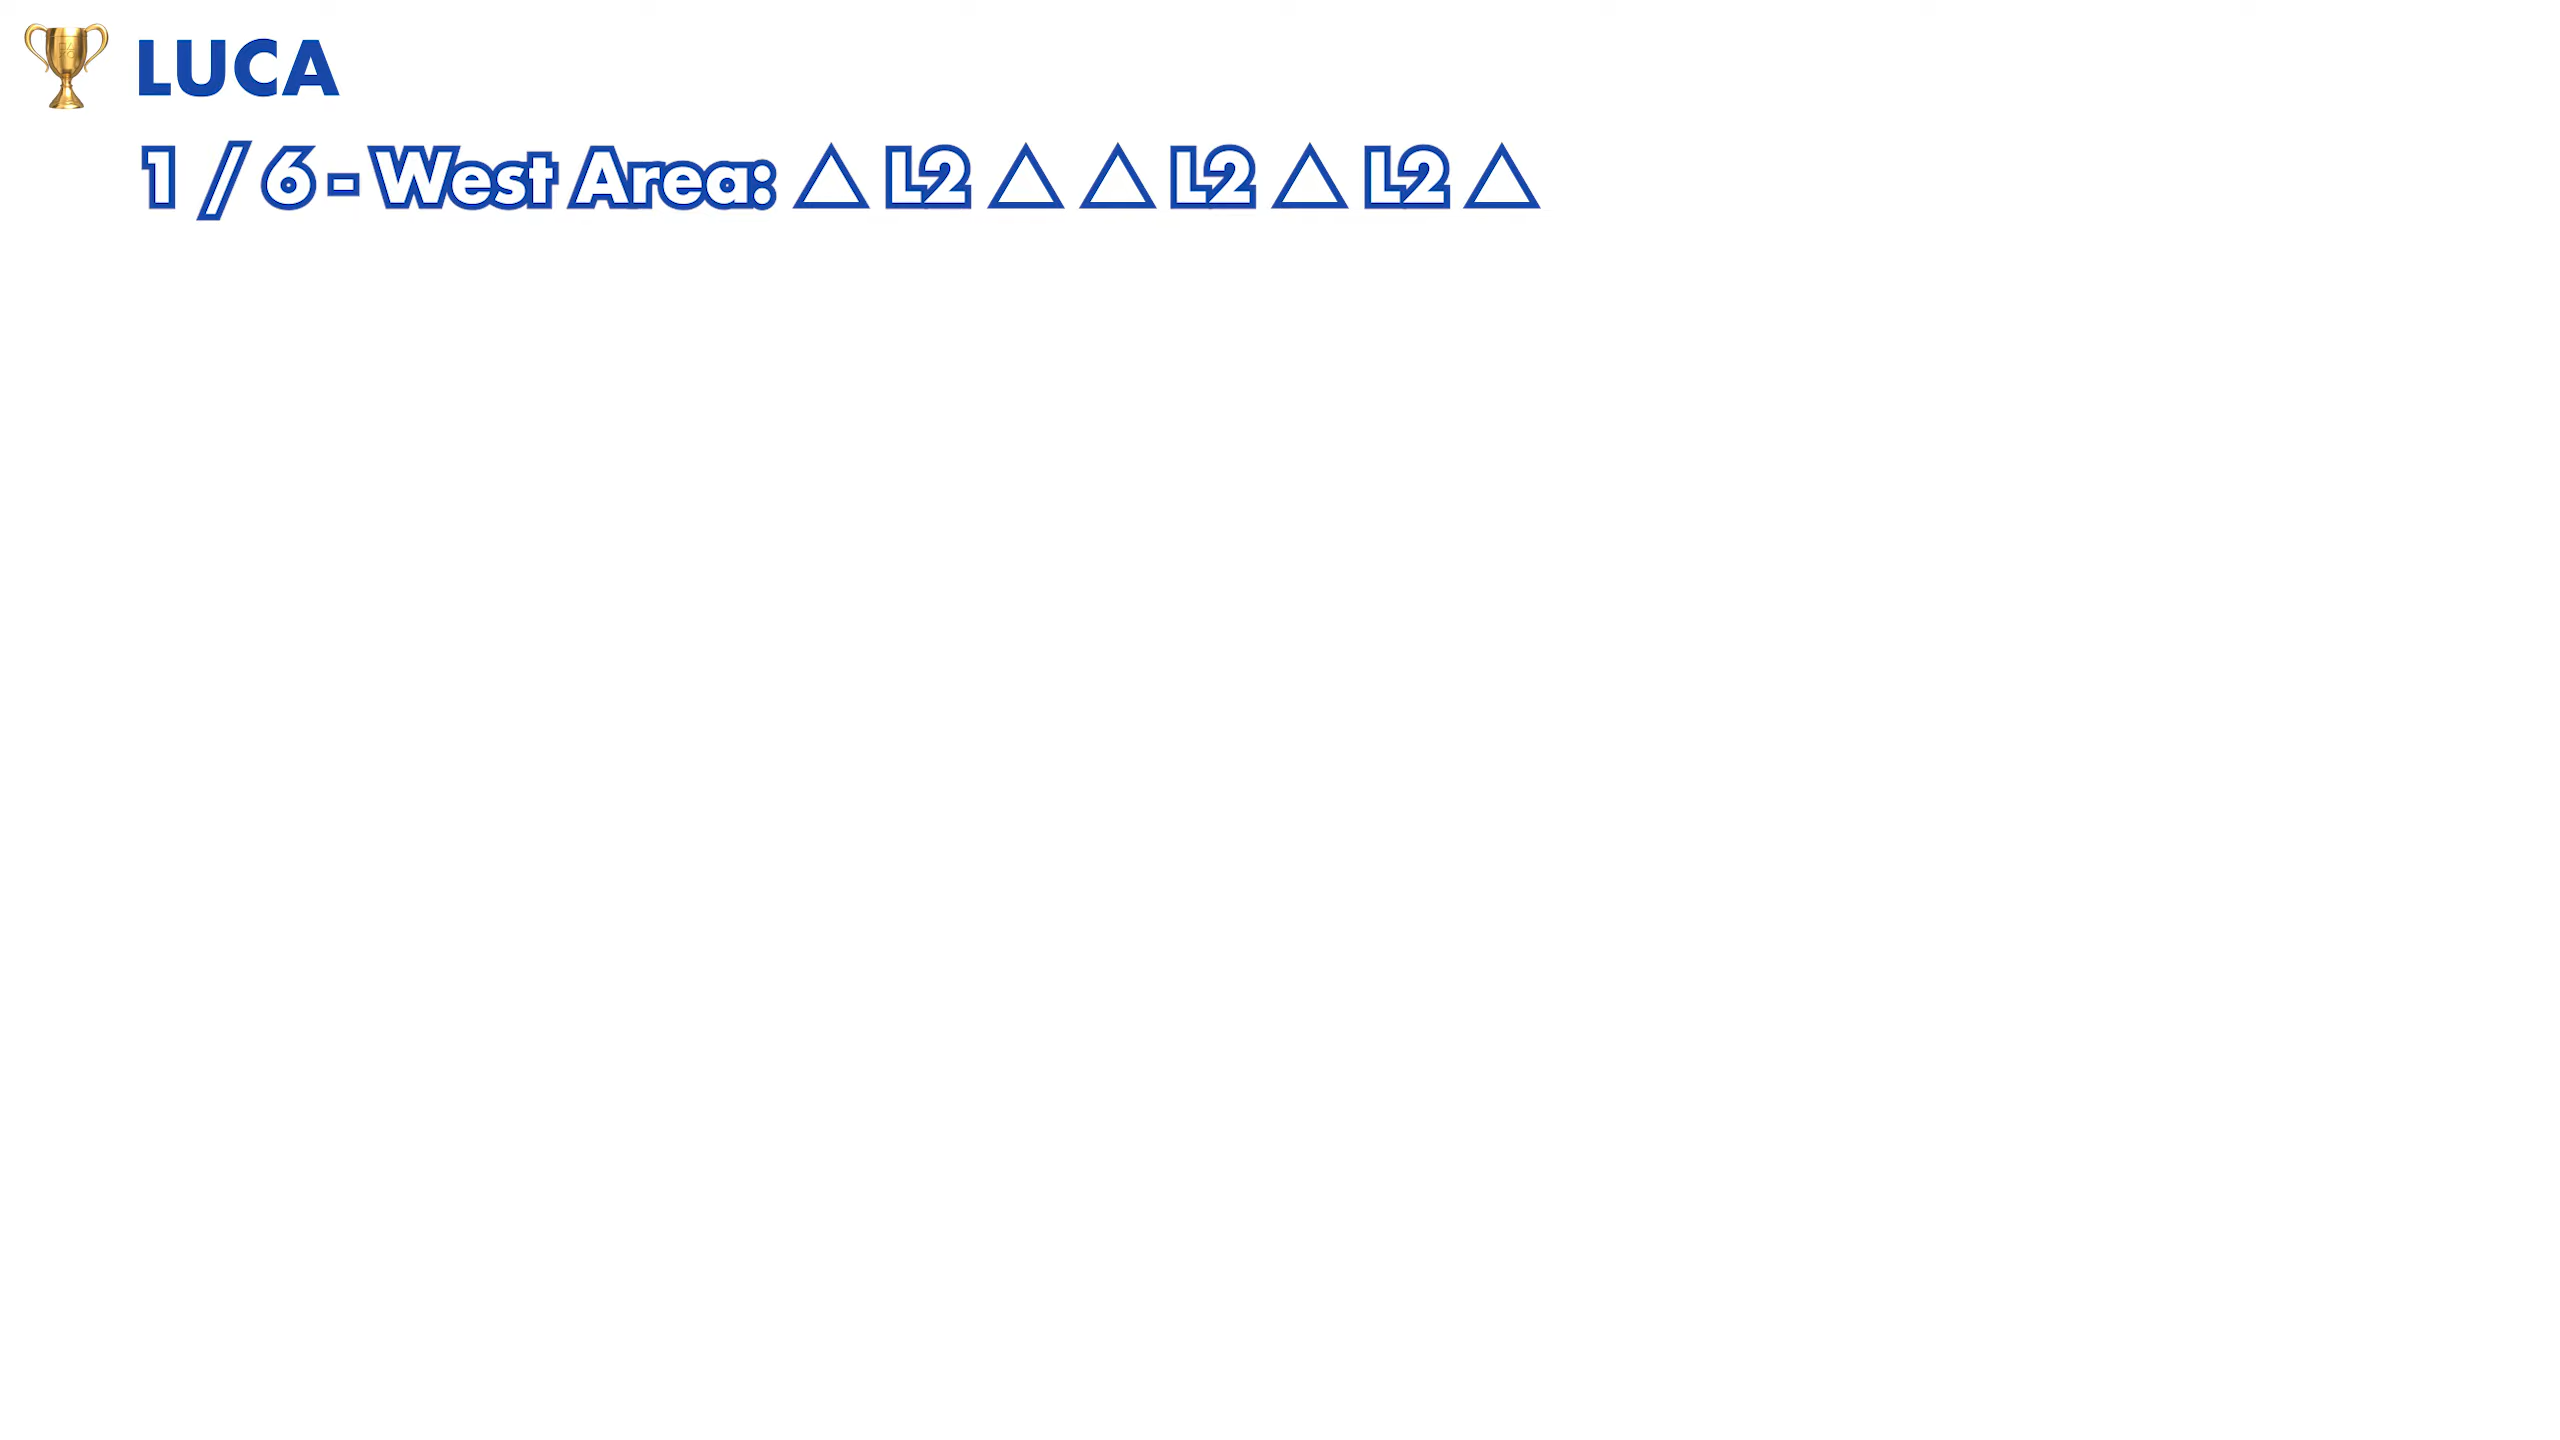 LUCA
1 / 6 - West Area: △ L2 △ △ L2 △ L2 △